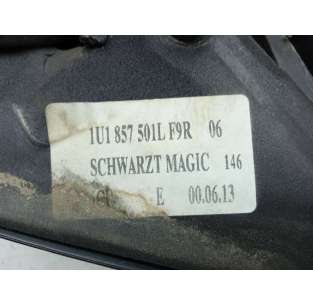 1U1 857 501L F9R 06
SCHWARZT MAGIC 146
E 00.06.13